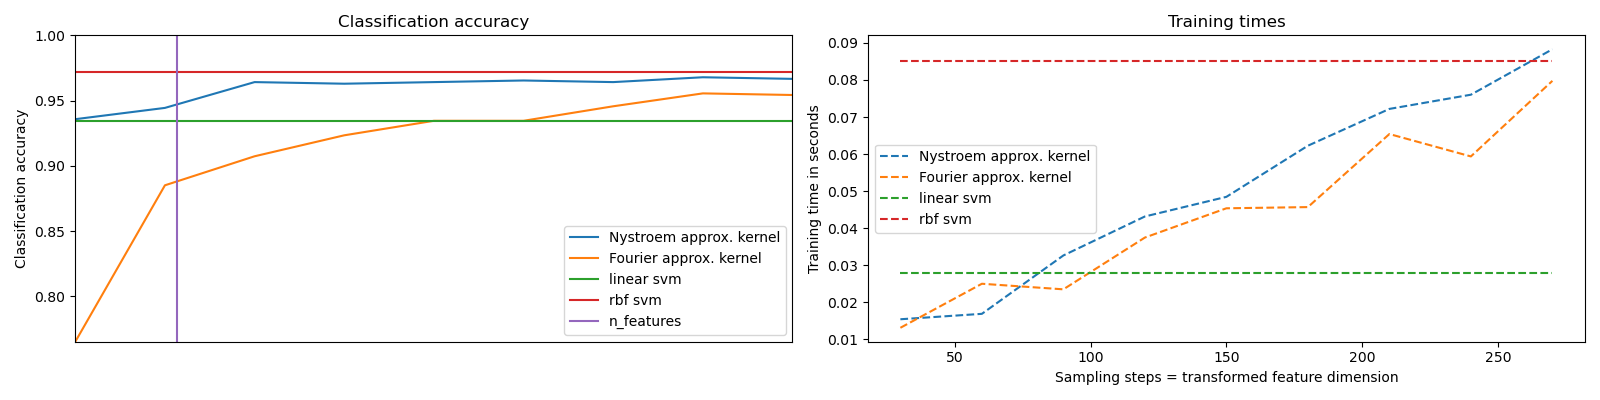 Classification accuracy
Classification accuracy
1.00
0.95
0.90
0.85
0.80
Nystroem approx. kernel
Fourier approx. kernel
linear svm
rbf svm
n_features
Training times
Training time in seconds
0.09
0.08
0.07
0.06
0.05
0.04
0.03
0.02
0.01
Nystroem approx. kernel
Fourier approx. kernel
linear svm
rbf svm
50 100 150 200 250
Sampling steps = transformed feature dimension